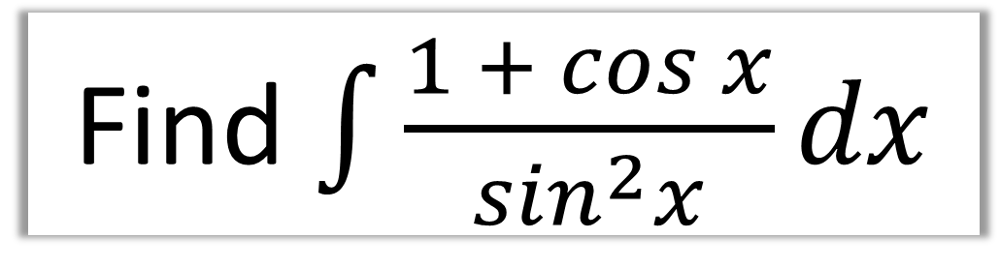 Find ∫ (1 + cos x)/(sin²x) dx